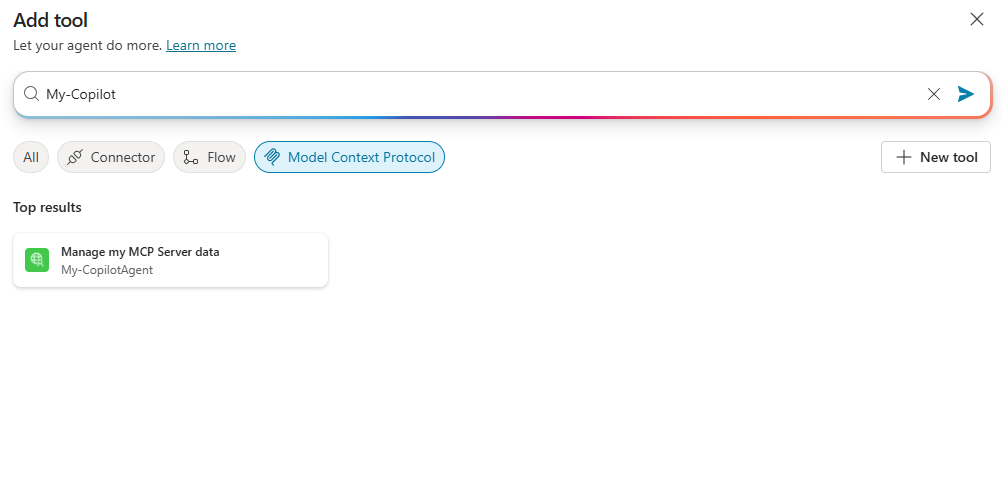 Add tool
Let your agent do more. Learn more
My-Copilot
All
Connector
Flow
Model Context Protocol
New tool
Top results
Manage my MCP Server data
My-CopilotAgent